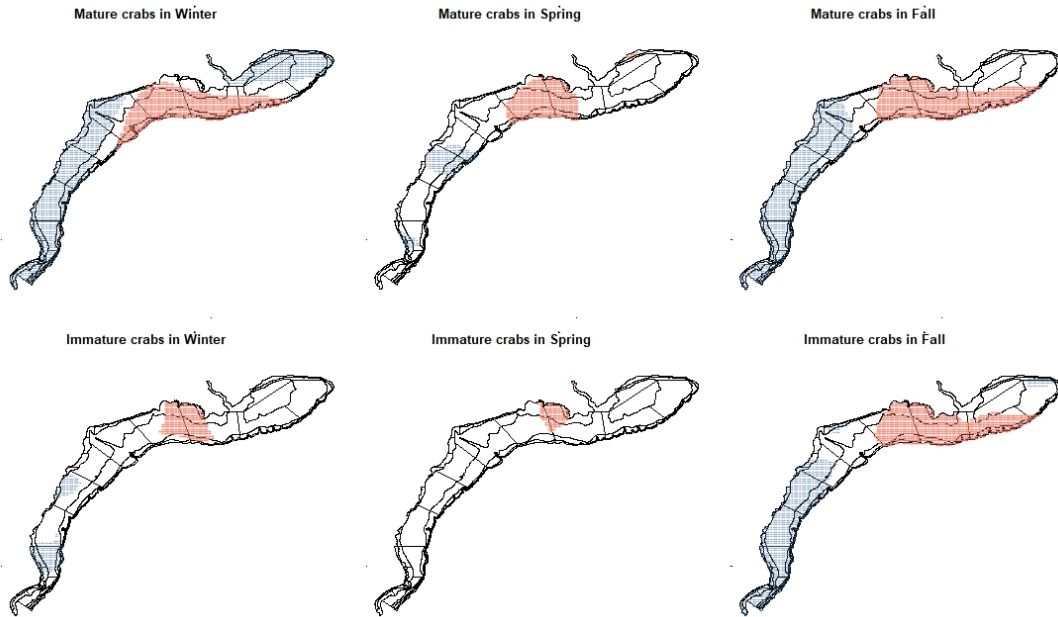 Mature crabs in Winter
Mature crabs in Spring
Mature crabs in Fall
Immature crabs in Winter
Immature crabs in Spring
Immature crabs in Fall